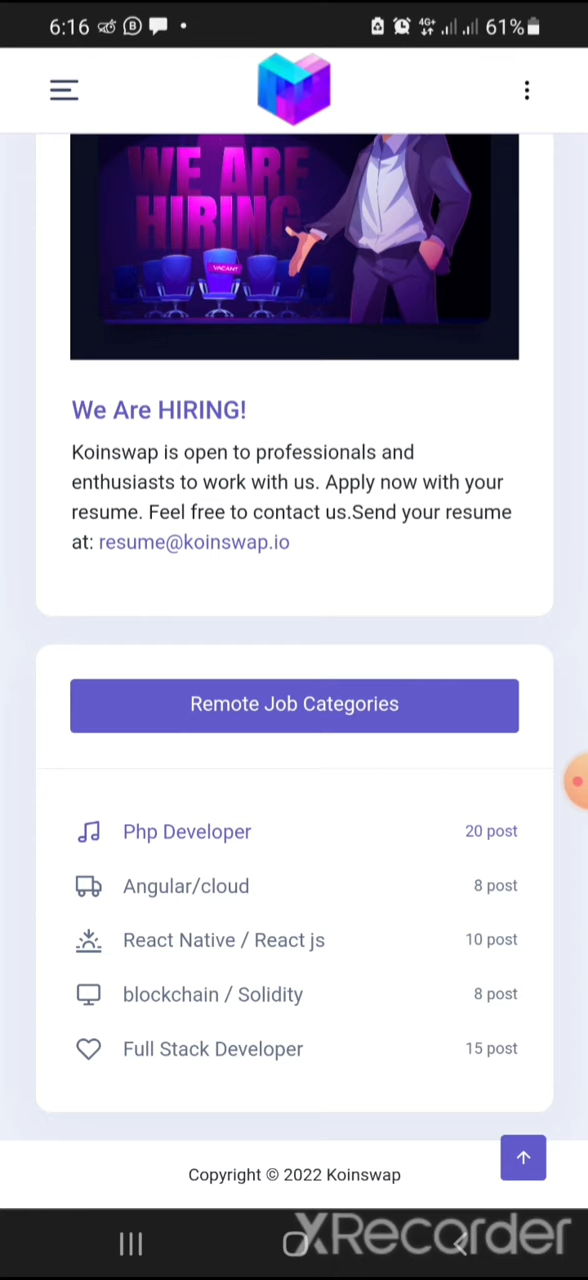 6:16
4G+
61%
WE ARE
HIRING
VACANT
We Are HIRING!
Koinswap is open to professionals and
enthusiasts to work with us. Apply now with your
resume. Feel free to contact us.Send your resume
at: resume@koinswap.io
Remote Job Categories
Php Developer 20 post
Angular/cloud 8 post
React Native / React js 10 post
blockchain / Solidity 8 post
Full Stack Developer 15 post
Copyright © 2022 Koinswap
XRecorder